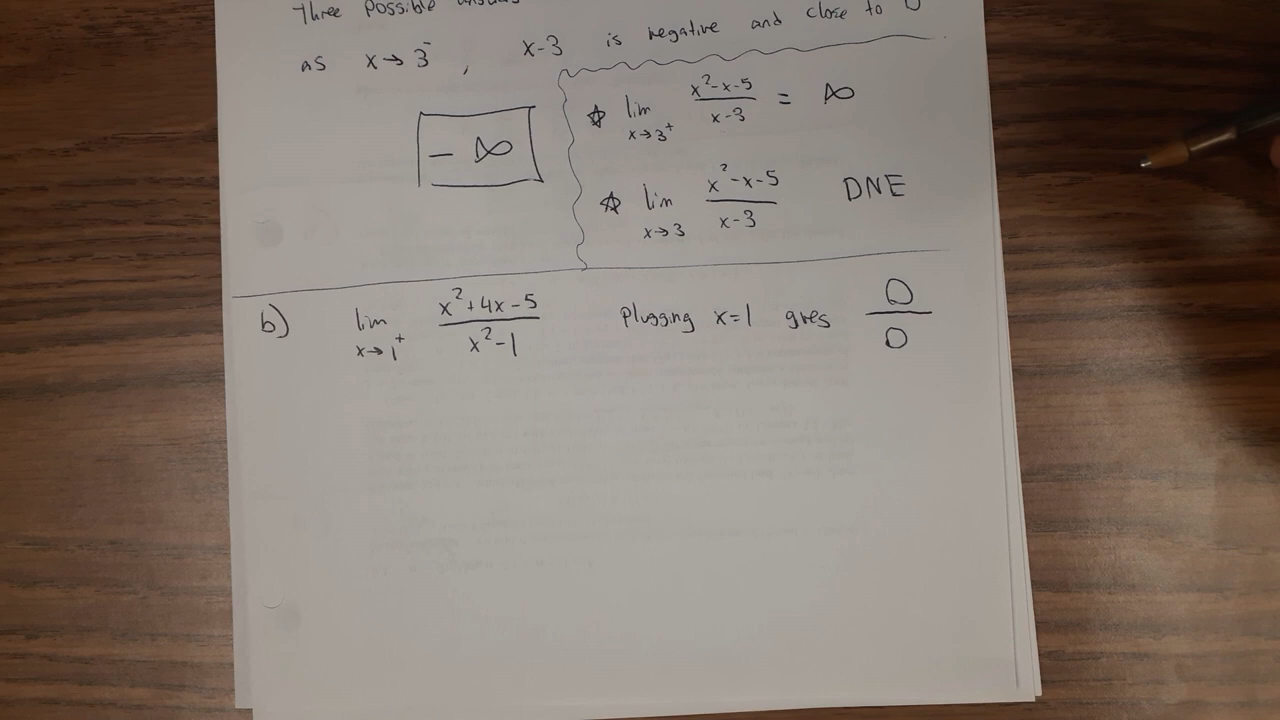 Three Possible
as x→3⁻, x-3 is negative and close to 0
-∞
☆ lim x→3⁺ (x²-x-5)/(x-3) = ∞
☆ lim x→3 (x²-x-5)/(x-3) DNE
b) lim x→1⁺ (x²+4x-5)/(x²-1) Plugging x=1 gives 0/0